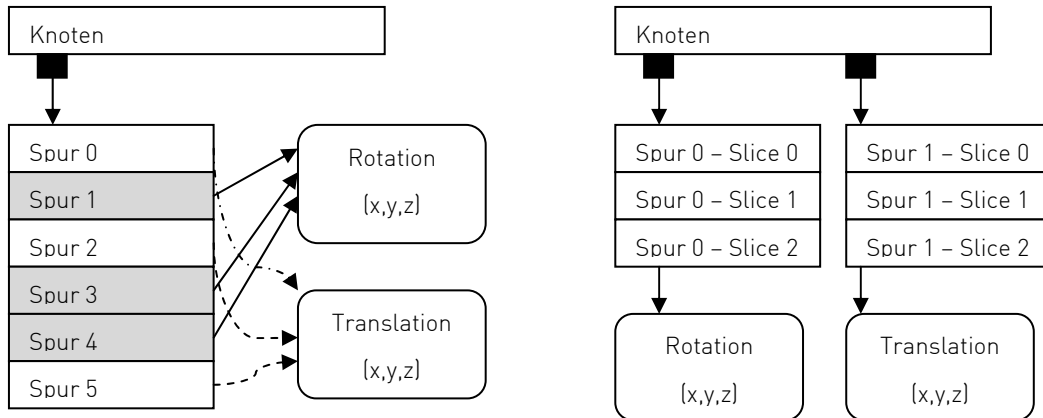 Knoten
Spur 0
Spur 1
Spur 2
Spur 3
Spur 4
Spur 5
Rotation
(x,y,z)
Translation
(x,y,z)
Knoten
Spur 0 – Slice 0
Spur 0 – Slice 1
Spur 0 – Slice 2
Spur 1 – Slice 0
Spur 1 – Slice 1
Spur 1 – Slice 2
Rotation
(x,y,z)
Translation
(x,y,z)